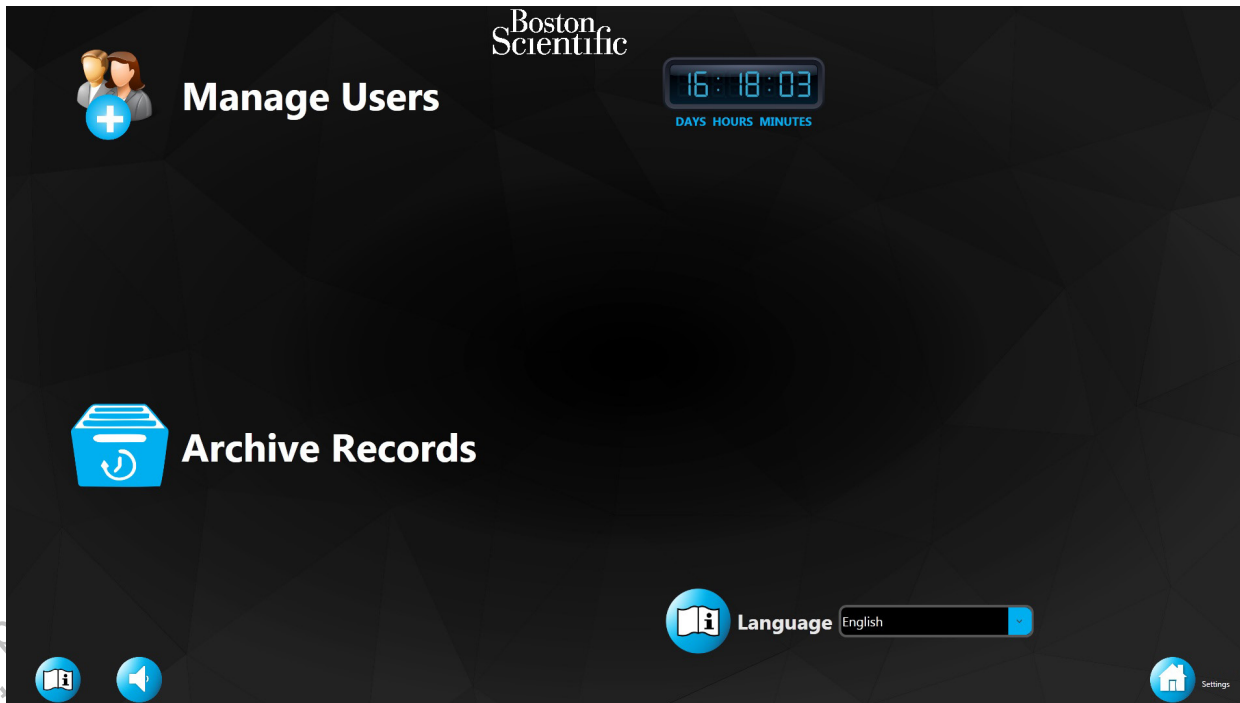 Boston
Scientific
Manage Users
16:18:03
DAYS HOURS MINUTES
Archive Records
Language English
Settings